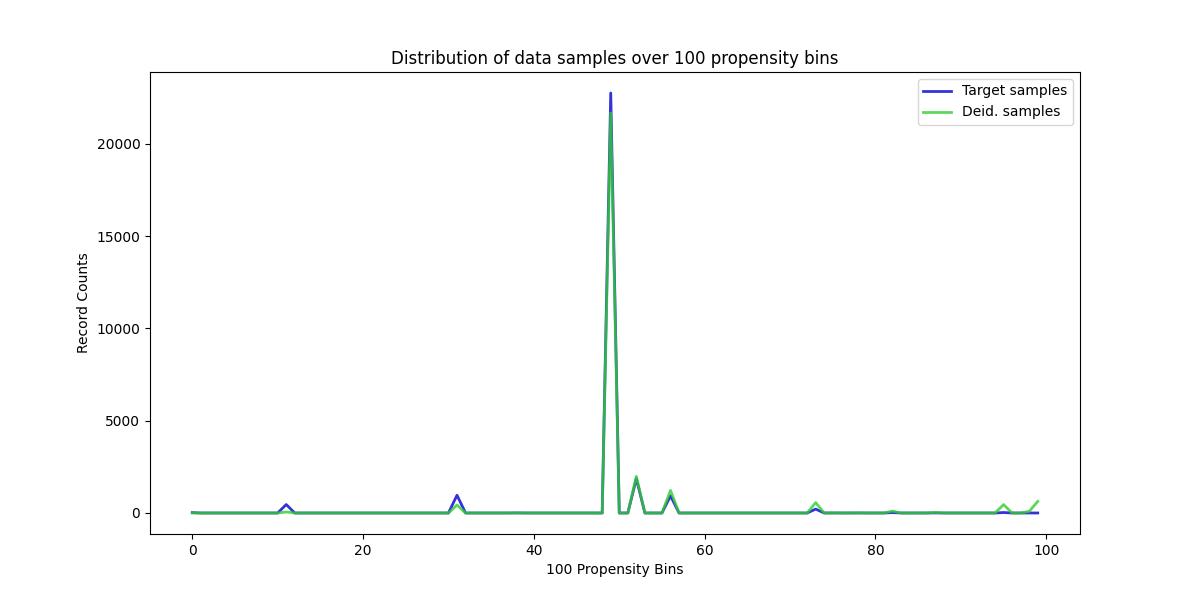 Distribution of data samples over 100 propensity bins
Target samples
Deid. samples
20000
15000
10000
5000
0
Record Counts
0 20 40 60 80 100
100 Propensity Bins